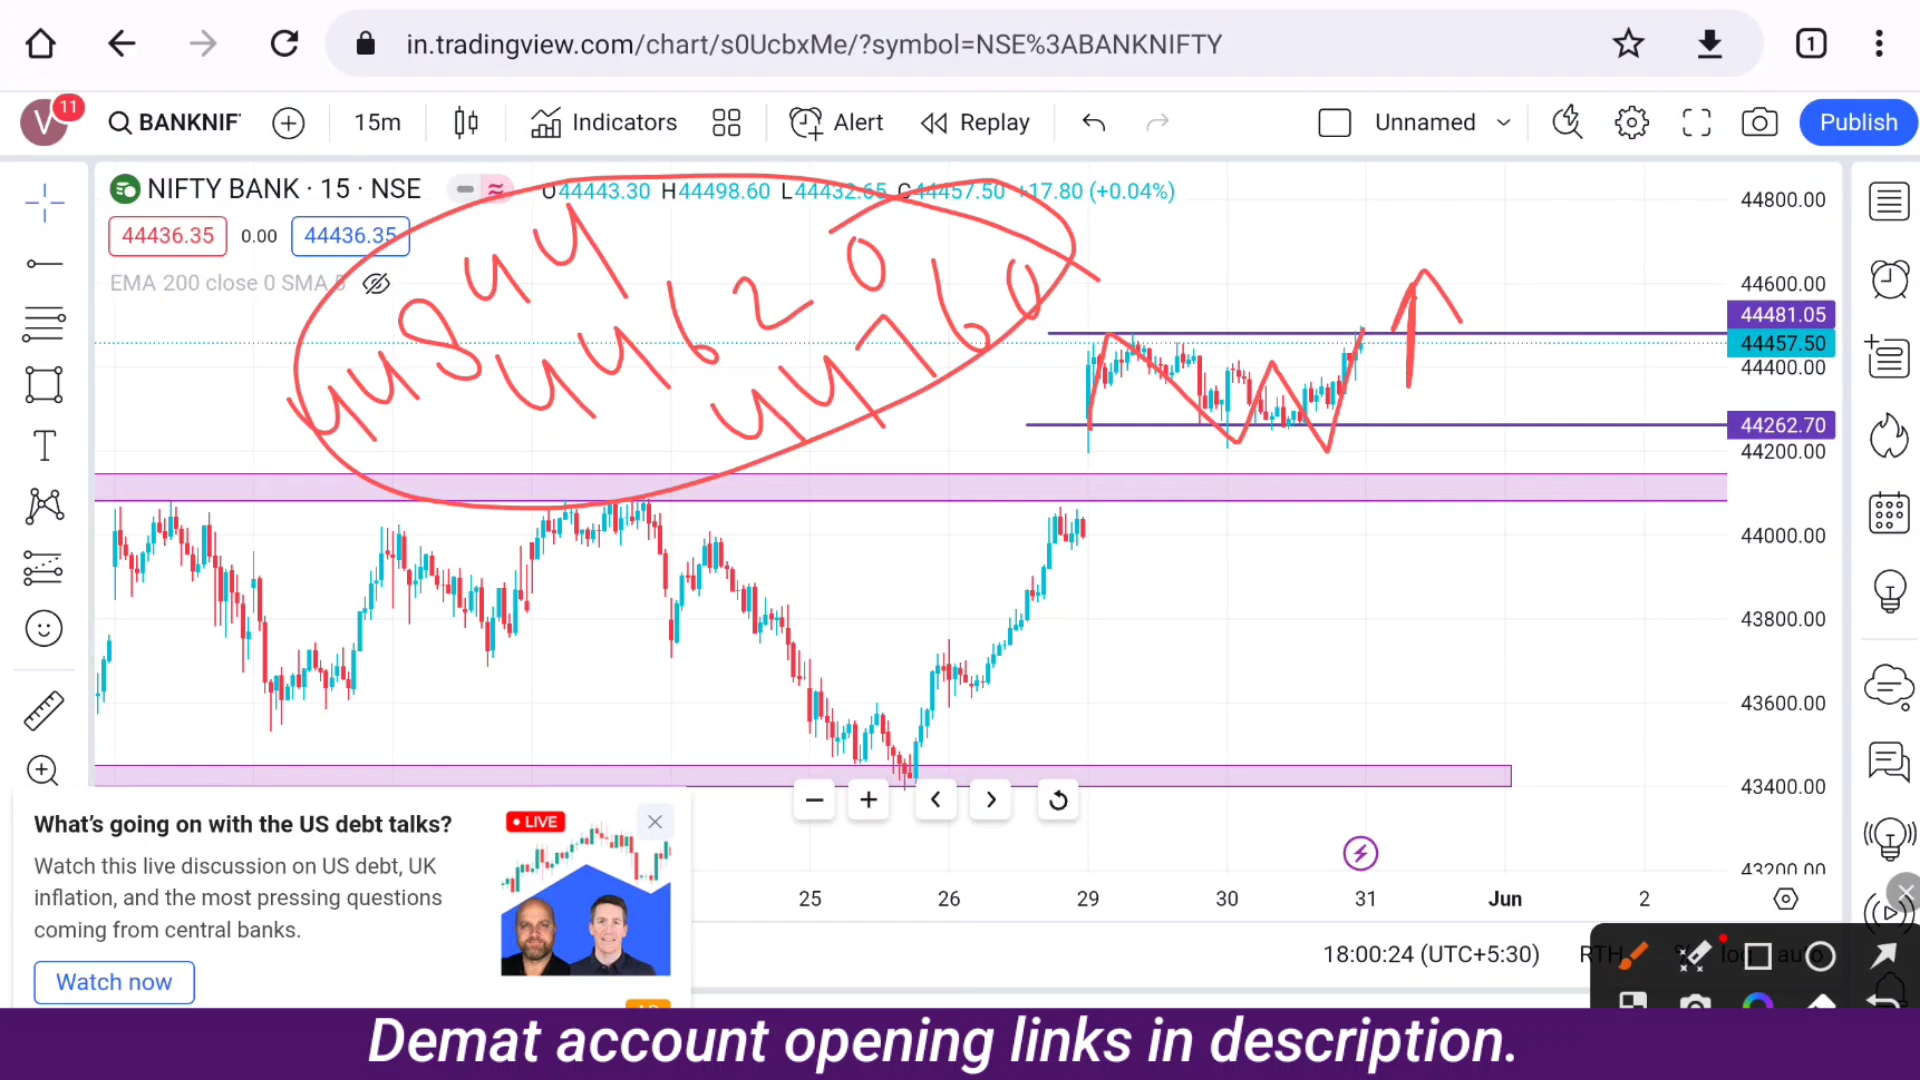 in.tradingview.com/chart/s0UcbxMe/?symbol=NSE%3ABANKNIFTY
1
V
11
BANKNIF
15m
Indicators
Alert
Replay
Unnamed
Publish
NIFTY BANK · 15 · NSE
O44443.30 H44498.60 L44432.65 C44457.50 +17.80 (+0.04%)
44436.35
0.00
44436.35
EMA 200 close 0 SMA 5
44844
44620
44760
44800.00
44600.00
44481.05
44457.50
44400.00
44262.70
44200.00
44000.00
43800.00
43600.00
43400.00
43200.00
25
26
29
30
31
Jun
2
What's going on with the US debt talks?
Watch this live discussion on US debt, UK
inflation, and the most pressing questions
coming from central banks.
Watch now
LIVE
18:00:24 (UTC+5:30)
RTH
%
log
auto
Demat account opening links in description.